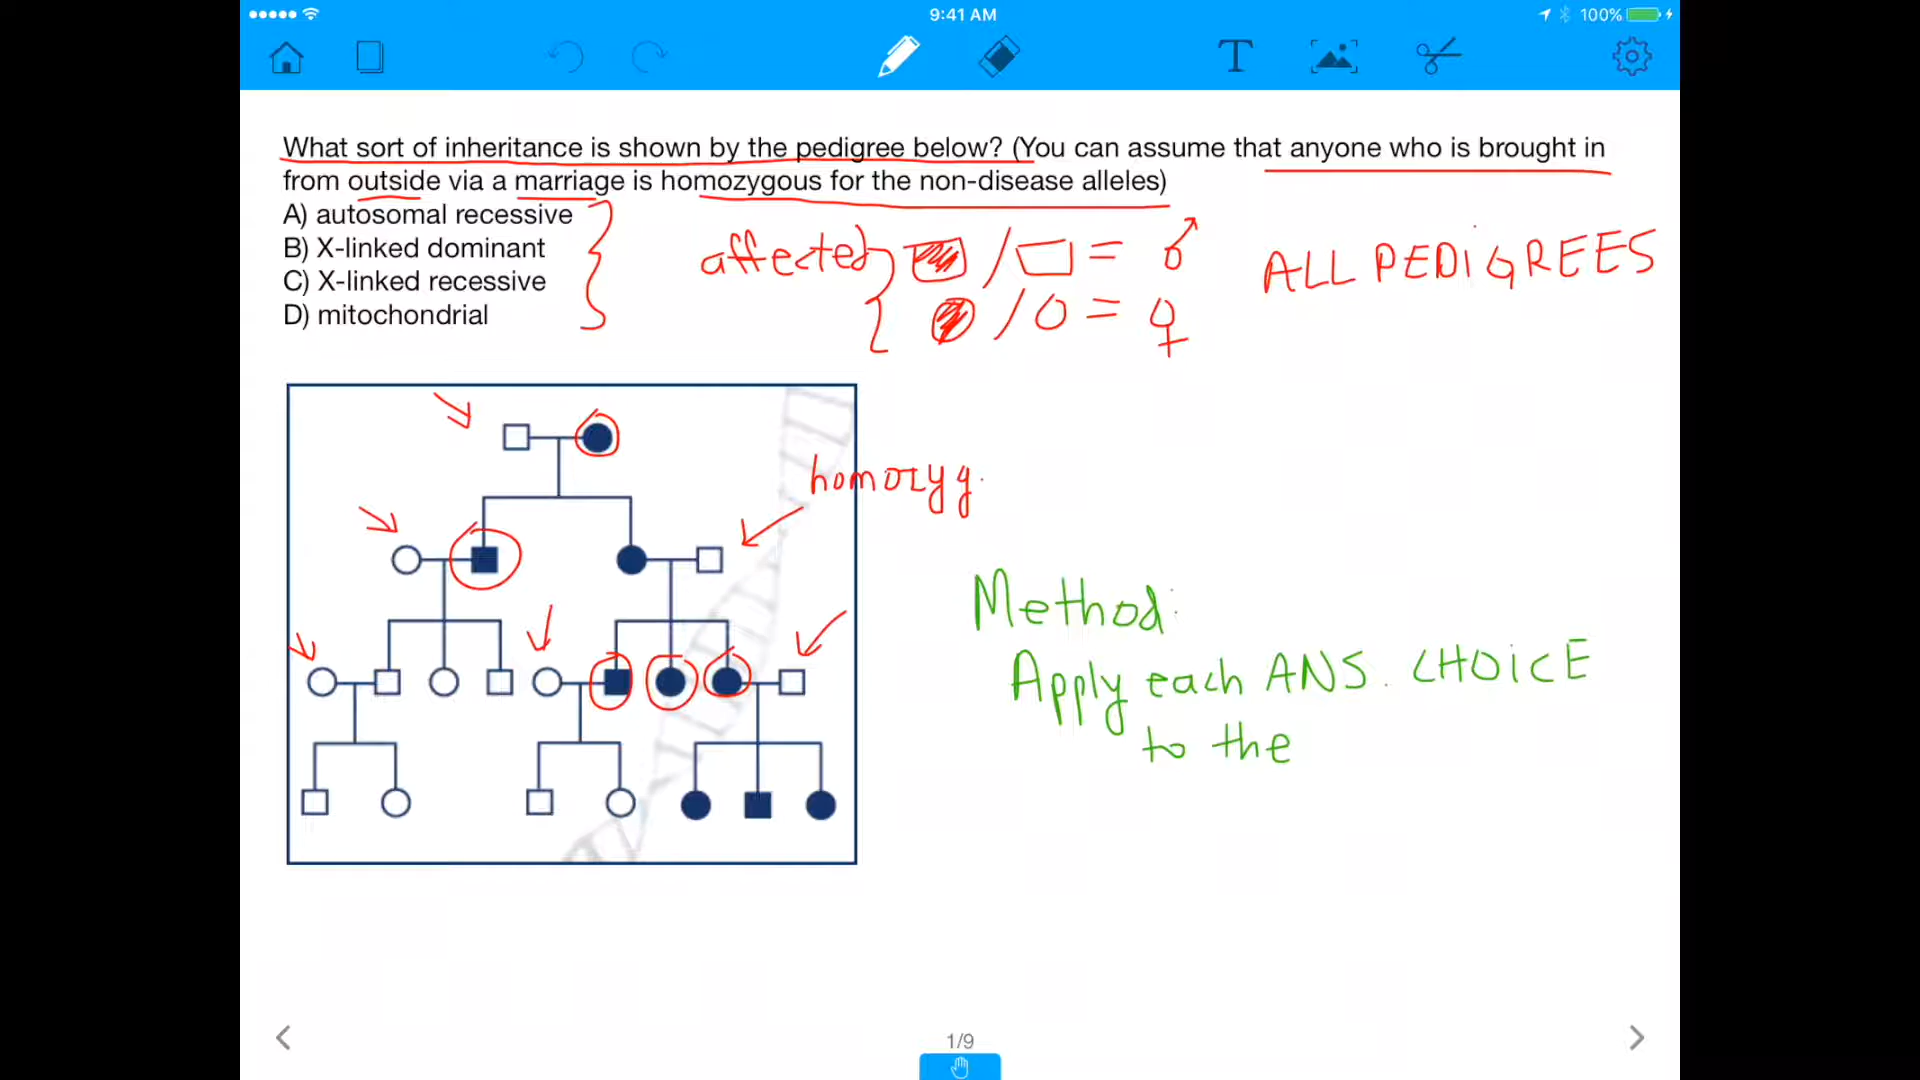 9:41 AM
100%
T
What sort of inheritance is shown by the pedigree below? (You can assume that anyone who is brought in
from outside via a marriage is homozygous for the non-disease alleles)
A) autosomal recessive
B) X-linked dominant
C) X-linked recessive
D) mitochondrial
affected / = ♂
/ = ♀
ALL PEDiGREES
homozyg.
Method:
Apply each ANS. CHOiCE
to the
1/9